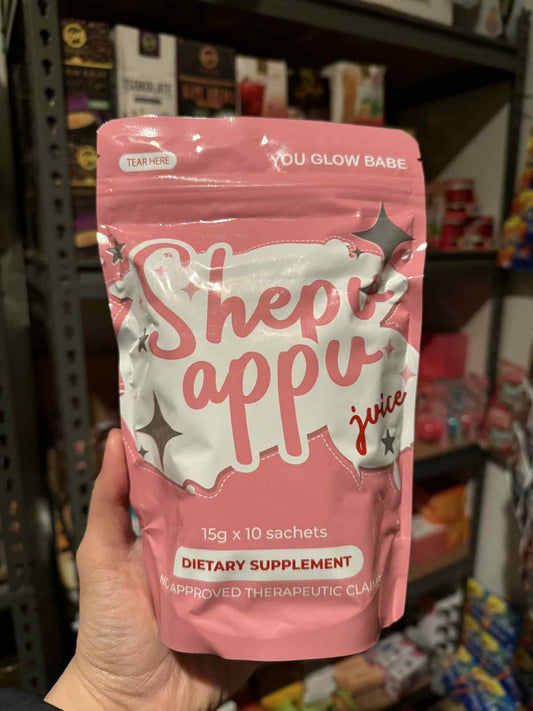 TEAR HERE
YOU GLOW BABE
Shepu
appu
juice
15g x 10 sachets
DIETARY SUPPLEMENT
APPROVED THERAPEUTIC CLAIMS